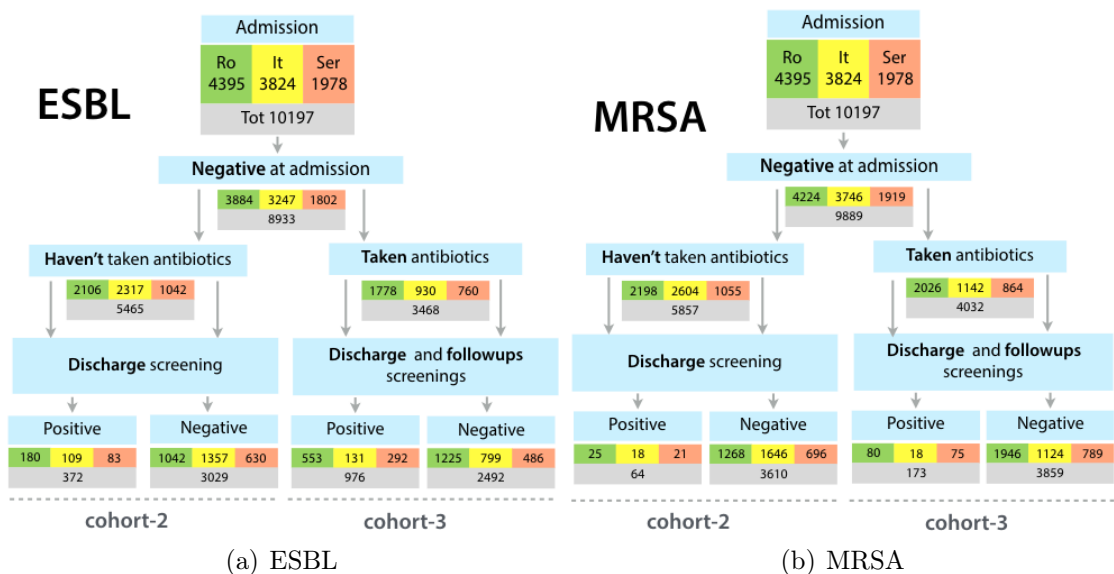 ESBL
Admission
Ro It Ser
4395 3824 1978
Tot 10197
Negative at admission
3884 3247 1802
8933
Haven't taken antibiotics
2106 2317 1042
5465
Taken antibiotics
1778 930 760
3468
Discharge screening
Discharge and followups
screenings
Positive
180 109 83
372
Negative
1042 1357 630
3029
Positive
553 131 292
976
Negative
1225 799 486
2492
cohort-2
cohort-3
(a) ESBL
MRSA
Admission
Ro It Ser
4395 3824 1978
Tot 10197
Negative at admission
4224 3746 1919
9889
Haven't taken antibiotics
2198 2604 1055
5857
Taken antibiotics
2026 1142 864
4032
Discharge screening
Discharge and followups
screenings
Positive
25 18 21
64
Negative
1268 1646 696
3610
Positive
80 18 75
173
Negative
1946 1124 789
3859
cohort-2
cohort-3
(b) MRSA